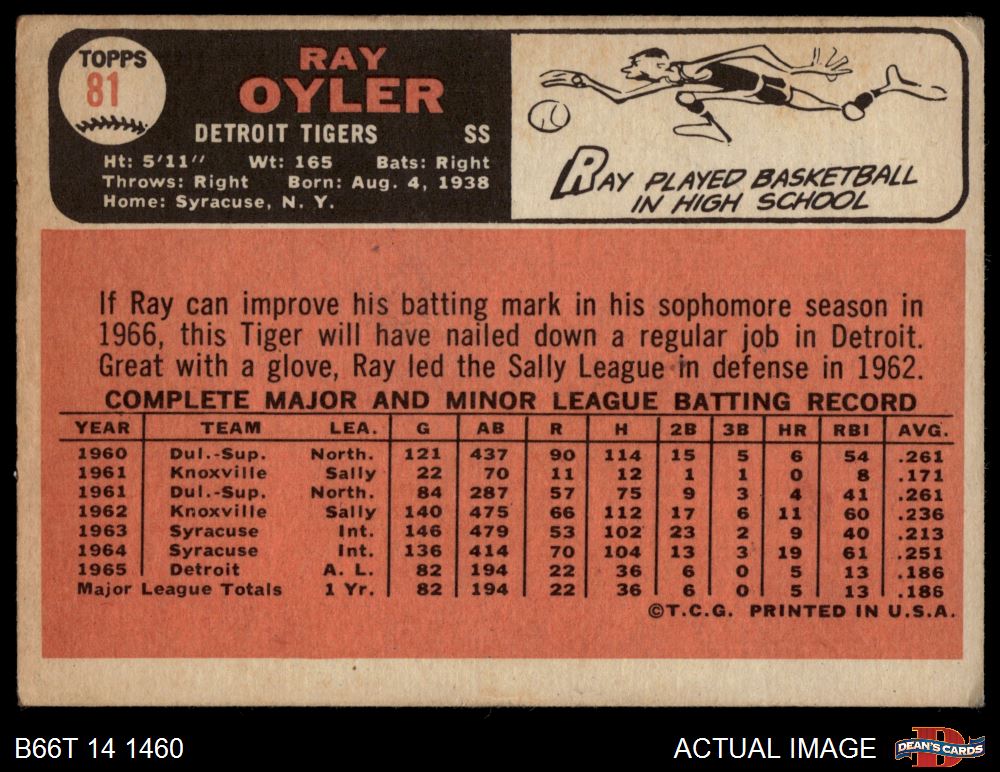 TOPPS
81
RAY
OYLER
DETROIT TIGERS SS
Ht: 5'11" Wt: 165 Bats: Right
Throws: Right Born: Aug. 4, 1938
Home: Syracuse, N. Y.
RAY PLAYED BASKETBALL
IN HIGH SCHOOL
If Ray can improve his batting mark in his sophomore season in
1966, this Tiger will have nailed down a regular job in Detroit.
Great with a glove, Ray led the Sally League in defense in 1962.
COMPLETE MAJOR AND MINOR LEAGUE BATTING RECORD
YEAR TEAM LEA. G AB R H 2B 3B HR RBI AVG.
1960 Dul.-Sup. North. 121 437 90 114 15 5 6 54 .261
1961 Knoxville Sally 22 70 11 12 1 1 0 8 .171
1961 Dul.-Sup. North. 84 287 57 75 9 3 4 41 .261
1962 Knoxville Sally 140 475 66 112 17 6 11 60 .236
1963 Syracuse Int. 146 479 53 102 23 2 9 40 .213
1964 Syracuse Int. 136 414 70 104 13 3 19 61 .251
1965 Detroit A. L. 82 194 22 36 6 0 5 13 .186
Major League Totals 1 Yr. 82 194 22 36 6 0 5 13 .186
©T.C.G. PRINTED IN U.S.A.
B66T 14 1460 ACTUAL IMAGE
D
DEAN'S CARDS